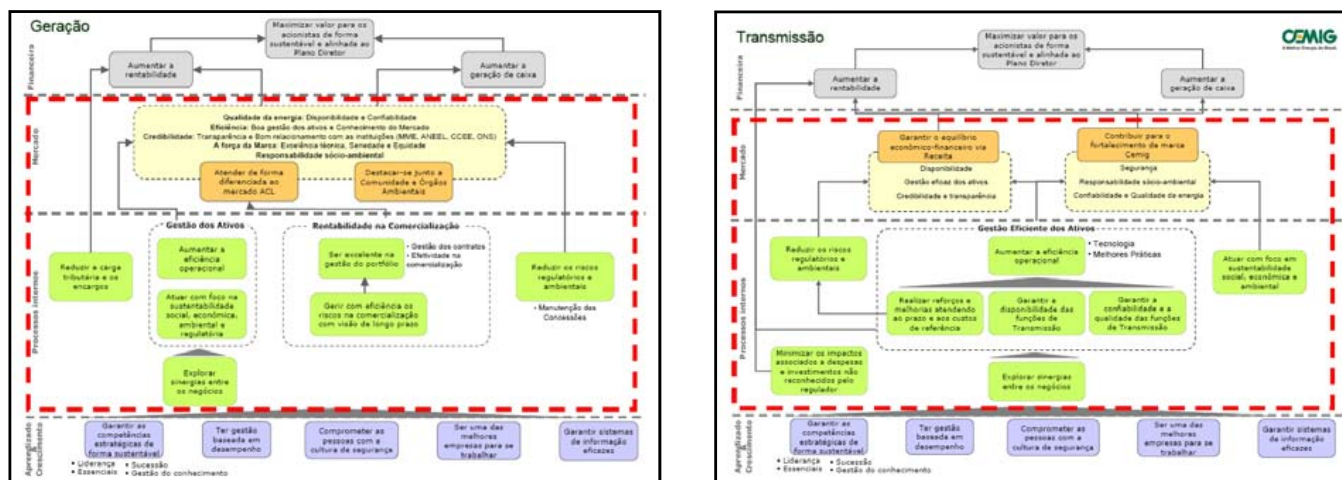 Geração
Maximizar valor para os
acionistas de forma
sustentável e alinhada ao
Plano Diretor
Financeira
Aumentar a
rentabilidade
Aumentar a
geração de caixa
Mercado
Qualidade da energia: Disponibilidade e Confiabilidade
Eficiência: Boa gestão dos ativos e Conhecimento do Mercado
Credibilidade: Transparência e Bom relacionamento com as instituições (MME, ANEEL, CCEE, ONS)
A força da Marca: Excelência técnica, Seriedade e Equidade
Responsabilidade sócio-ambiental
Atender de forma
diferenciada ao
mercado ACL
Destacar-se junto a
Comunidade e Órgãos
Ambientais
Processos internos
Gestão dos Ativos
Rentabilidade na Comercialização
Reduzir a carga
tributária e os
encargos
Aumentar a
eficiência
operacional
Atuar com foco na
sustentabilidade
social, econômica,
ambiental e
regulatória
Ser excelente na
gestão do portfólio
• Gestão dos contratos
• Efetividade na
comercialização
Gerir com eficiência os
riscos na comercialização
com visão de longo prazo
Reduzir os riscos
regulatórios e
ambientais
• Manutenção das
Concessões
Explorar
sinergias entre
os negócios
Aprendizado
Crescimento
Garantir as
competências
estratégicas de
forma sustentável
• Liderança
• Essenciais
• Sucessão
• Gestão do conhecimento
Ter gestão
baseada em
desempenho
Comprometer as
pessoas com a
cultura de segurança
Ser uma das
melhores
empresas para se
trabalhar
Garantir sistemas
de informação
eficazes
Transmissão
CEMIG
A Melhor Energia do Brasil
Maximizar valor para os
acionistas de forma
sustentável e alinhada ao
Plano Diretor
Financeira
Aumentar a
rentabilidade
Aumentar a
geração de caixa
Mercado
Garantir o equilíbrio
econômico-financeiro via
Receita
Disponibilidade
Gestão eficaz dos ativos
Credibilidade e transparência
Contribuir para o
fortalecimento da marca
Cemig
Segurança
Responsabilidade sócio-ambiental
Confiabilidade e Qualidade da energia
Processos internos
Gestão Eficiente dos Ativos
Reduzir os riscos
regulatórios e
ambientais
Aumentar a eficiência
operacional
• Tecnologia
• Melhores Práticas
Atuar com foco em
sustentabilidade
social, econômica e
ambiental
Realizar reforços e
melhorias atendendo
ao prazo e aos custos
de referência
Garantir a
disponibilidade das
funções de
Transmissão
Garantir a
confiabilidade e a
qualidade das funções
de Transmissão
Minimizar os impactos
associados a despesas
e investimentos não
reconhecidos pelo
regulador
Explorar sinergias
entre os negócios
Aprendizado
Crescimento
Garantir as
competências
estratégicas de
forma sustentável
• Liderança
• Essenciais
• Sucessão
• Gestão do conhecimento
Ter gestão
baseada em
desempenho
Comprometer as
pessoas com a
cultura de segurança
Ser uma das
melhores
empresas para se
trabalhar
Garantir sistemas
de informação
eficazes